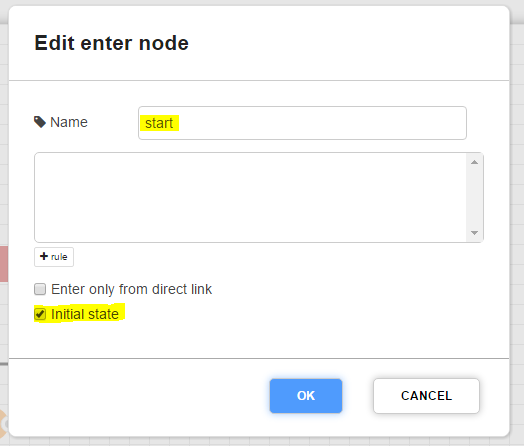 Edit enter node
Name
start
+ rule
Enter only from direct link
Initial state
OK
CANCEL